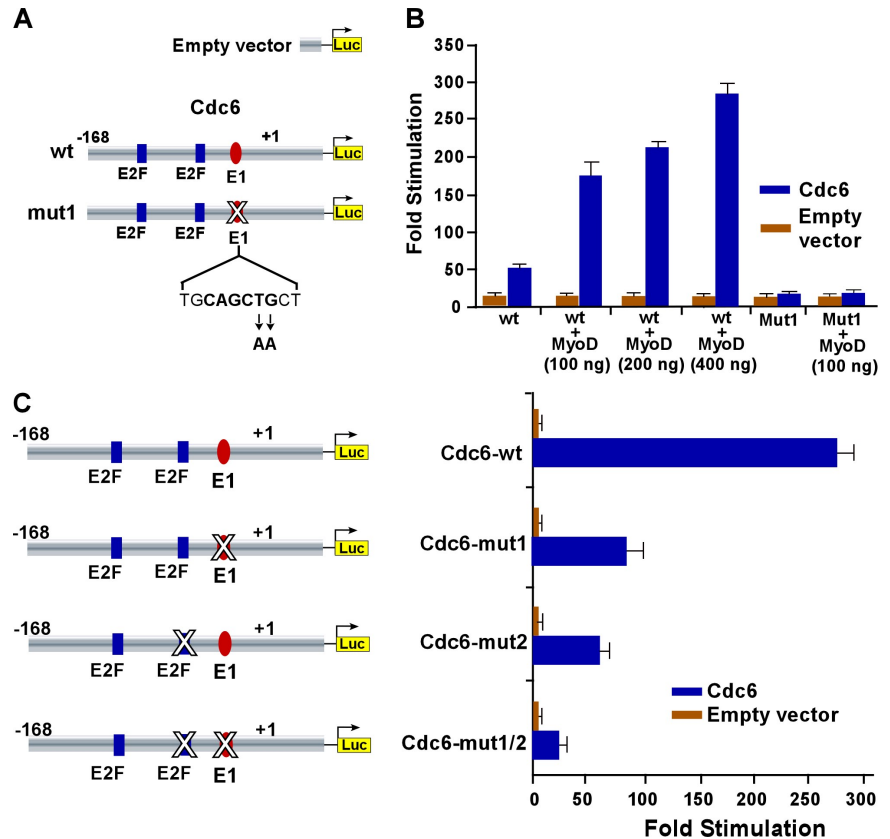 A
Empty vector
Luc
Cdc6
-168
+1
wt
Luc
E2F
E2F
E1
mut1
Luc
E2F
E2F
E1
TGCAGCTGCT
AA
B
Fold Stimulation
350
300
250
200
150
100
50
0
Cdc6
Empty
vector
wt
wt
+
MyoD
(100 ng)
wt
+
MyoD
(200 ng)
wt
+
MyoD
(400 ng)
Mut1
Mut1
+
MyoD
(100 ng)
C
-168
+1
Luc
E2F
E2F
E1
-168
+1
Luc
E2F
E2F
E1
-168
+1
Luc
E2F
E2F
E1
-168
+1
Luc
E2F
E2F
E1
Cdc6-wt
Cdc6-mut1
Cdc6-mut2
Cdc6-mut1/2
Cdc6
Empty vector
0
50
100
150
200
250
300
Fold Stimulation